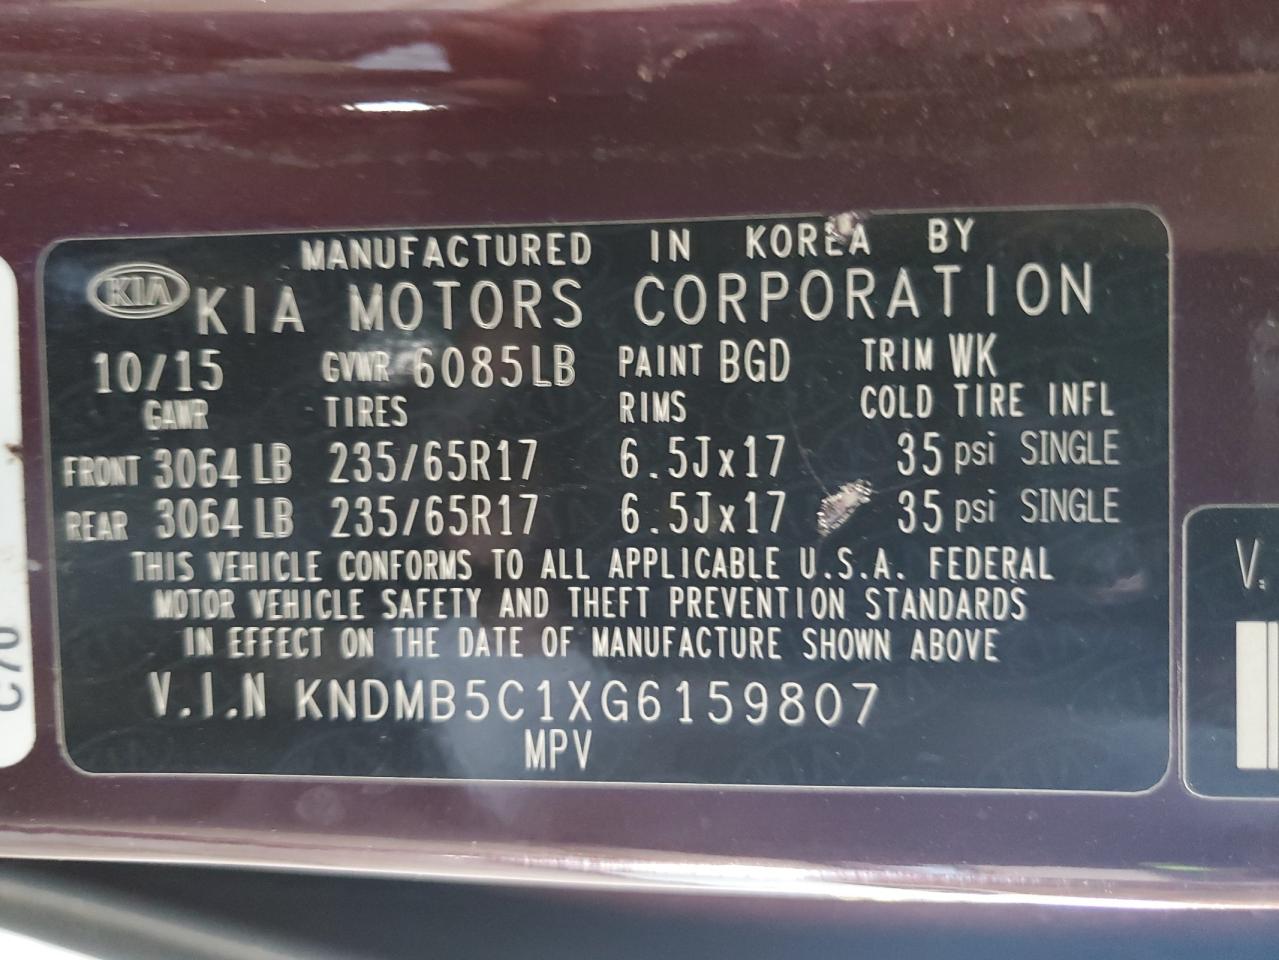 MANUFACTURED IN KOREA BY
KIA KIA MOTORS CORPORATION
10/15 GVWR 6085LB PAINT BGD TRIM WK
GAWR TIRES RIMS COLD TIRE INFL
FRONT 3064 LB 235/65R17 6.5Jx17 35 psi SINGLE
REAR 3064 LB 235/65R17 6.5Jx17 35 psi SINGLE
THIS VEHICLE CONFORMS TO ALL APPLICABLE U.S.A. FEDERAL
MOTOR VEHICLE SAFETY AND THEFT PREVENTION STANDARDS
IN EFFECT ON THE DATE OF MANUFACTURE SHOWN ABOVE
V.I.N KNDMB5C1XG6159807
MPV
V.